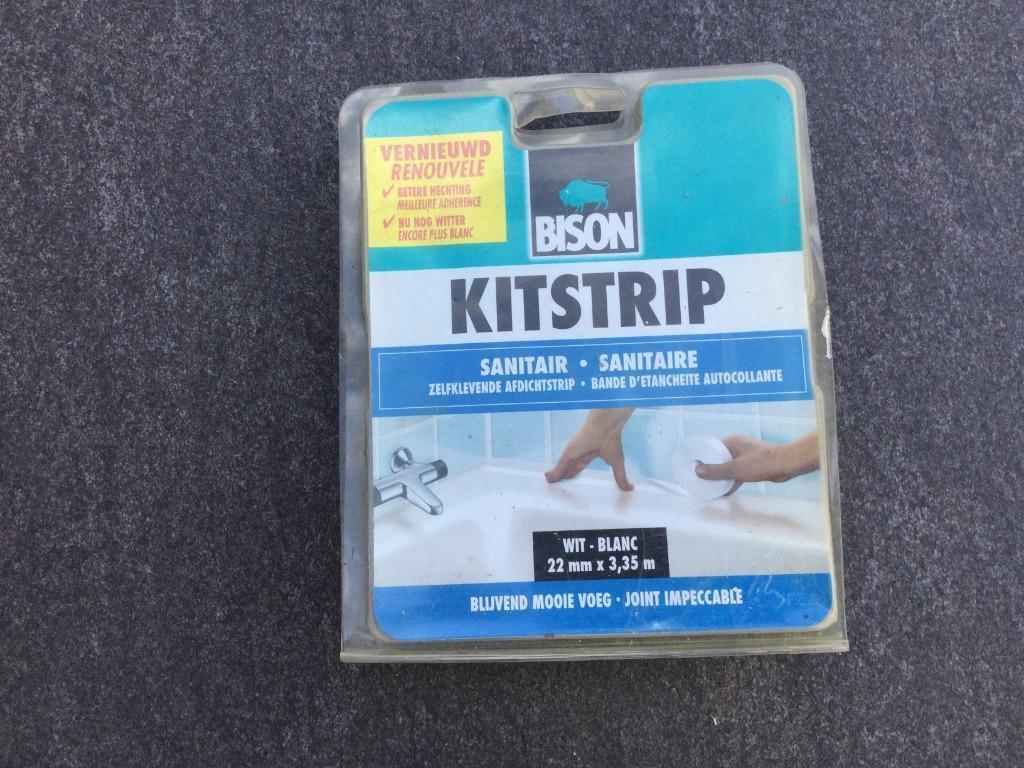 VERNIEUWD
RENOUVELE
✓ BETERE HECHTING
MEILLEURE ADHERENCE
✓ NU NOG WITTER
ENCORE PLUS BLANC
BISON
KITSTRIP
SANITAIR • SANITAIRE
ZELFKLEVENDE AFDICHTSTRIP • BANDE D'ETANCHEITE AUTOCOLLANTE
WIT - BLANC
22 mm x 3,35 m
BLIJVEND MOOIE VOEG • JOINT IMPECCABLE